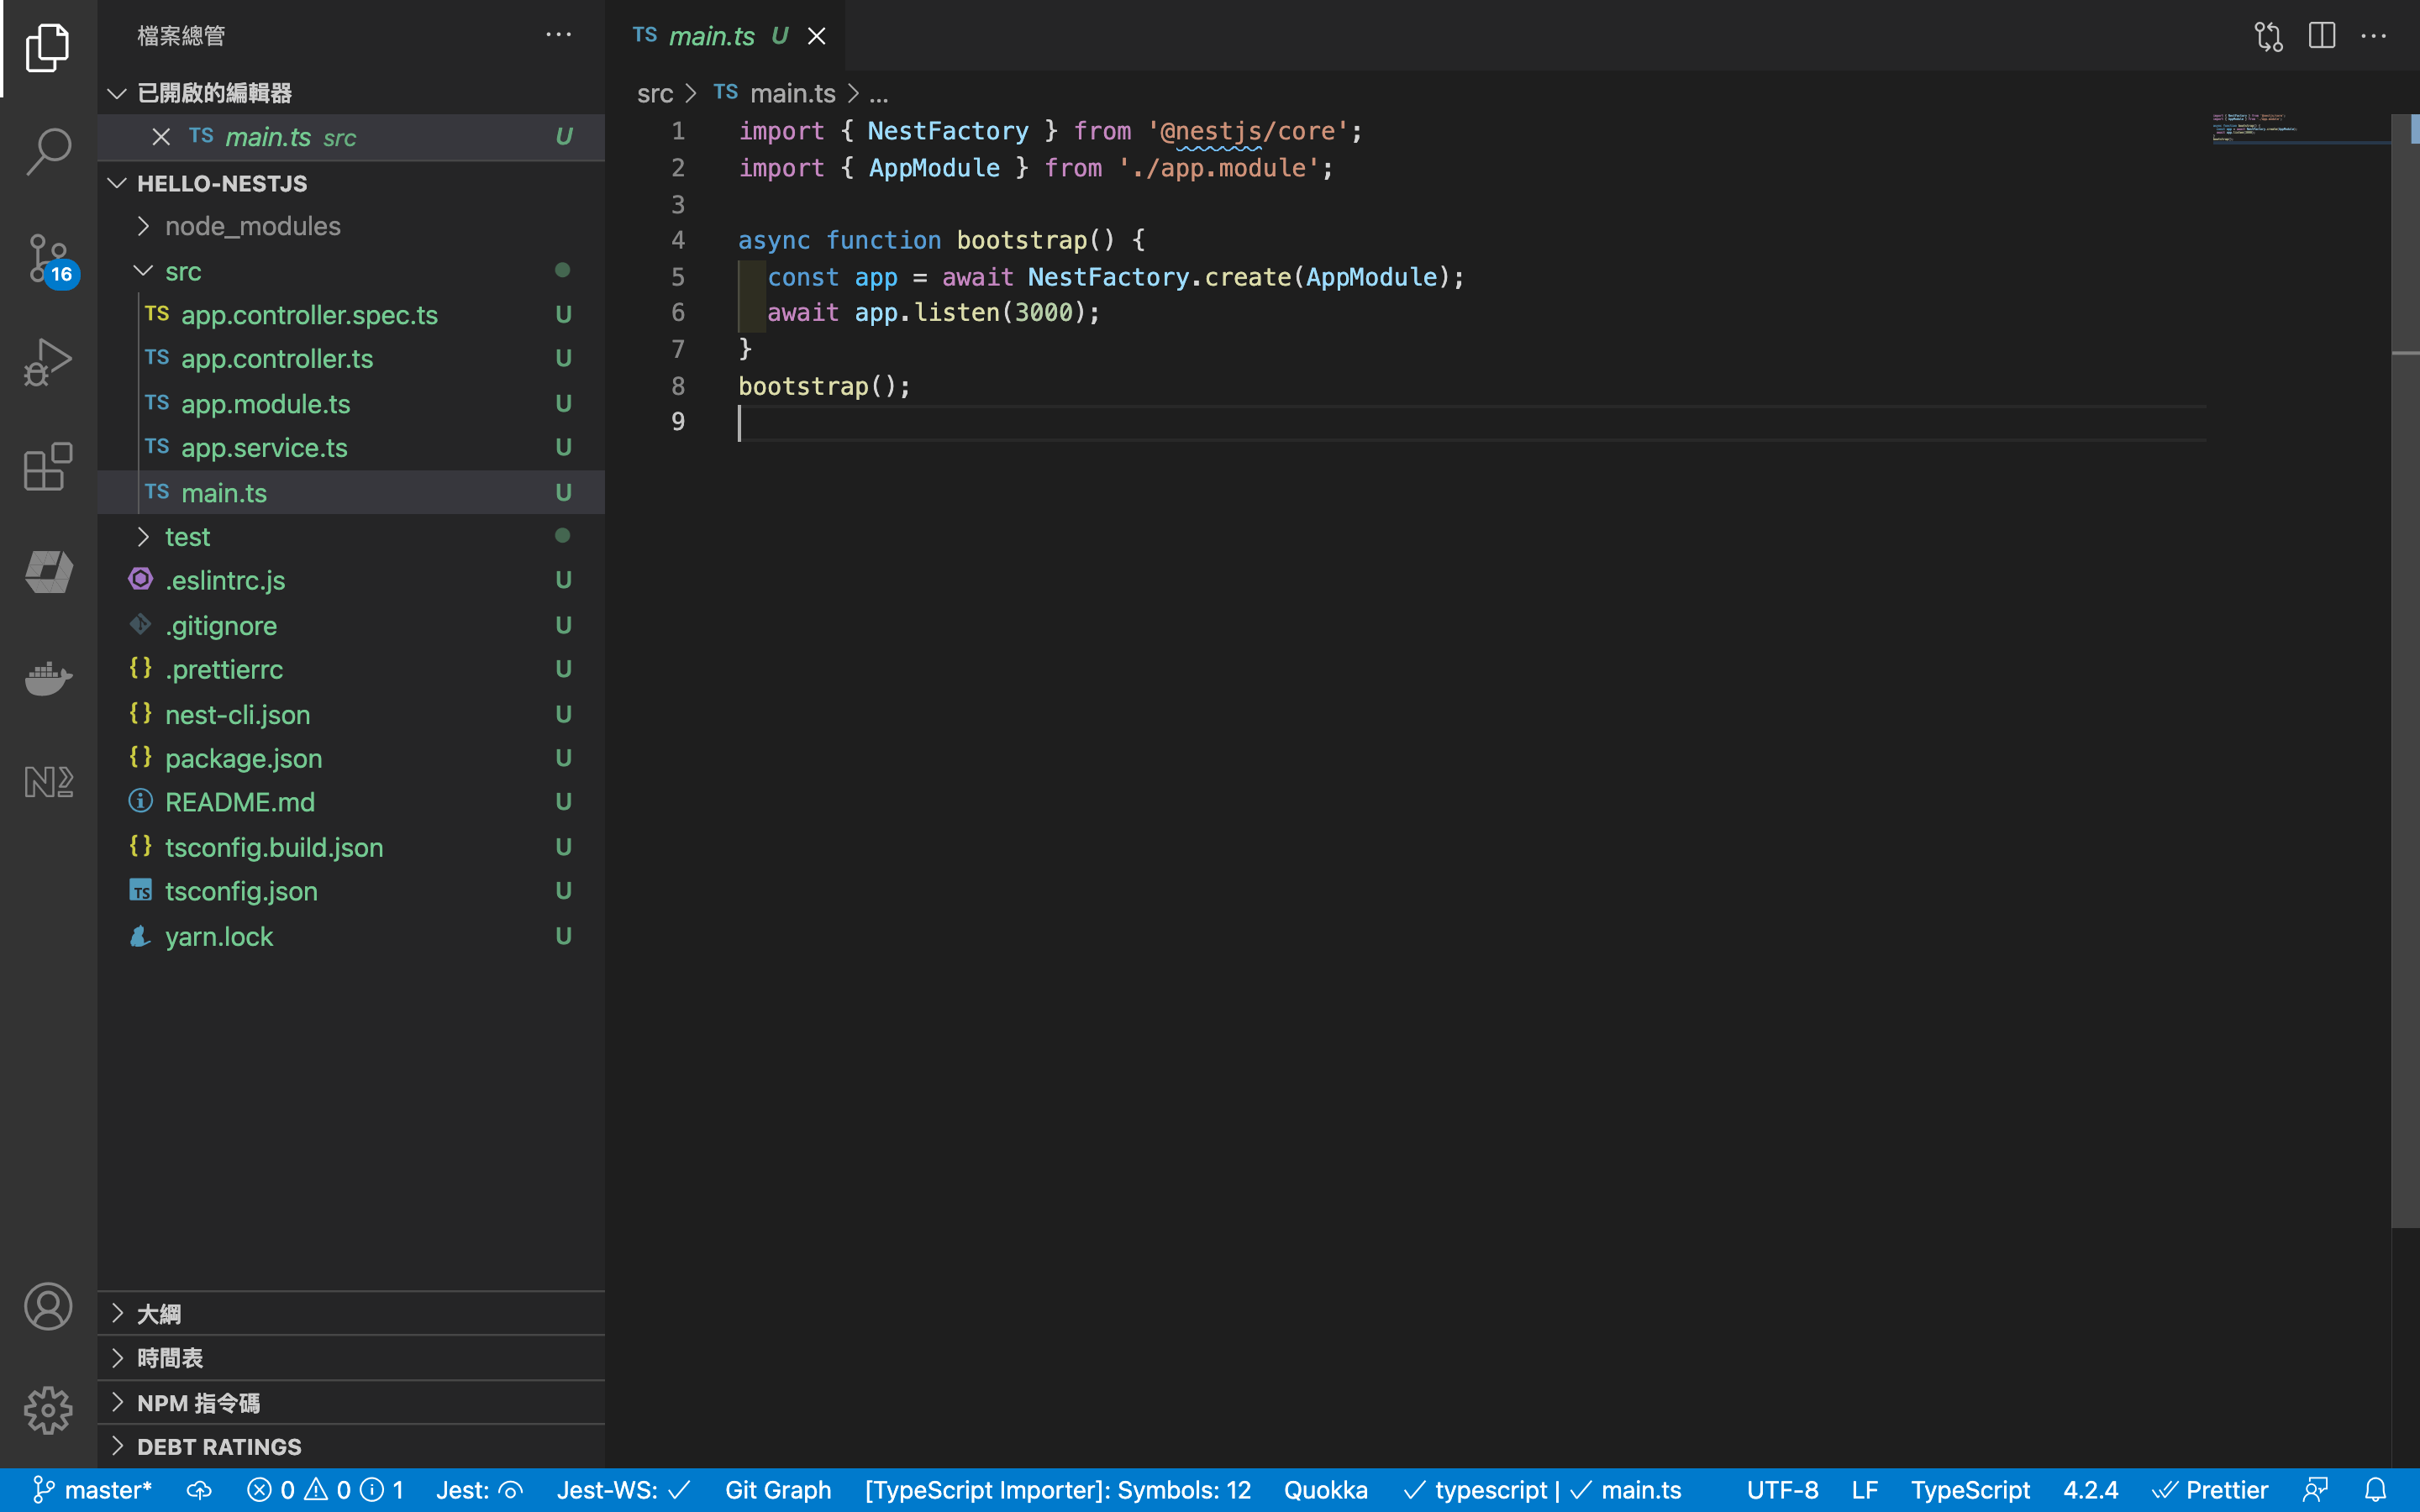 檔案總管
已開啟的編輯器
TS main.ts src U
HELLO-NESTJS
node_modules
src
TS app.controller.spec.ts U
TS app.controller.ts U
TS app.module.ts U
TS app.service.ts U
TS main.ts U
test
.eslintrc.js U
.gitignore U
{} .prettierrc U
{} nest-cli.json U
{} package.json U
README.md U
{} tsconfig.build.json U
TS tsconfig.json U
yarn.lock U
大綱
時間表
NPM 指令碼
DEBT RATINGS
16
TS main.ts U
src > TS main.ts > ...
1 import { NestFactory } from '@nestjs/core';
2 import { AppModule } from './app.module';
3
4 async function bootstrap() {
5   const app = await NestFactory.create(AppModule);
6   await app.listen(3000);
7 }
8 bootstrap();
9
master* 0 0 1 Jest: Jest-WS: ✓ Git Graph [TypeScript Importer]: Symbols: 12 Quokka ✓ typescript | ✓ main.ts UTF-8 LF TypeScript 4.2.4 Prettier